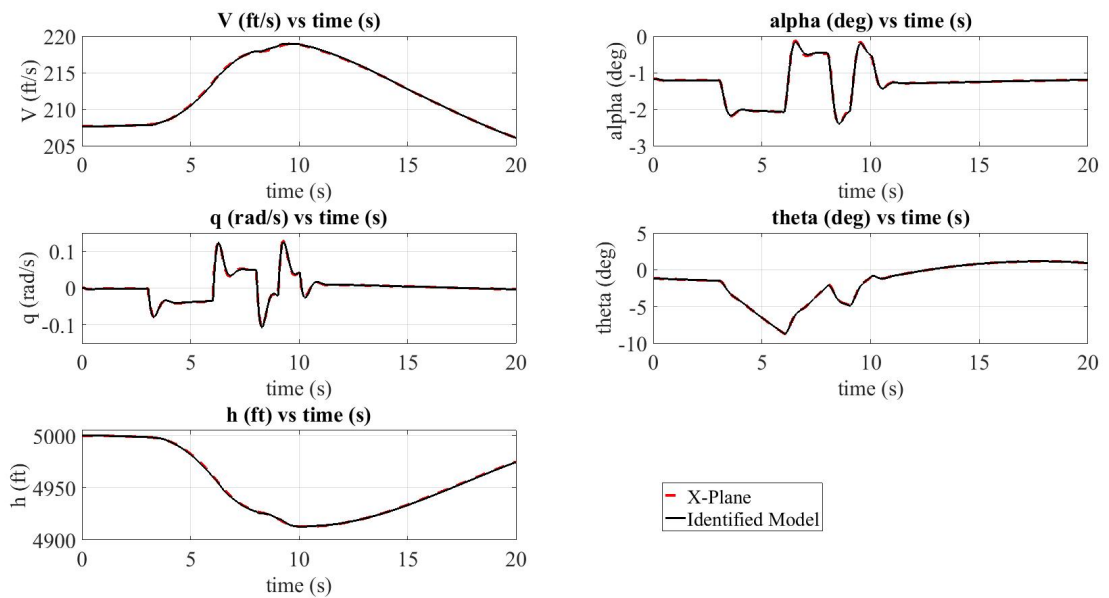 V (ft/s) vs time (s)
220
215
210
205
V (ft/s)
0 5 10 15 20
time (s)
alpha (deg) vs time (s)
0
-1
-2
-3
alpha (deg)
0 5 10 15 20
time (s)
q (rad/s) vs time (s)
0.1
0
-0.1
q (rad/s)
0 5 10 15 20
time (s)
theta (deg) vs time (s)
5
0
-5
-10
theta (deg)
0 5 10 15 20
time (s)
h (ft) vs time (s)
5000
4950
4900
h (ft)
0 5 10 15 20
time (s)
X-Plane
Identified Model